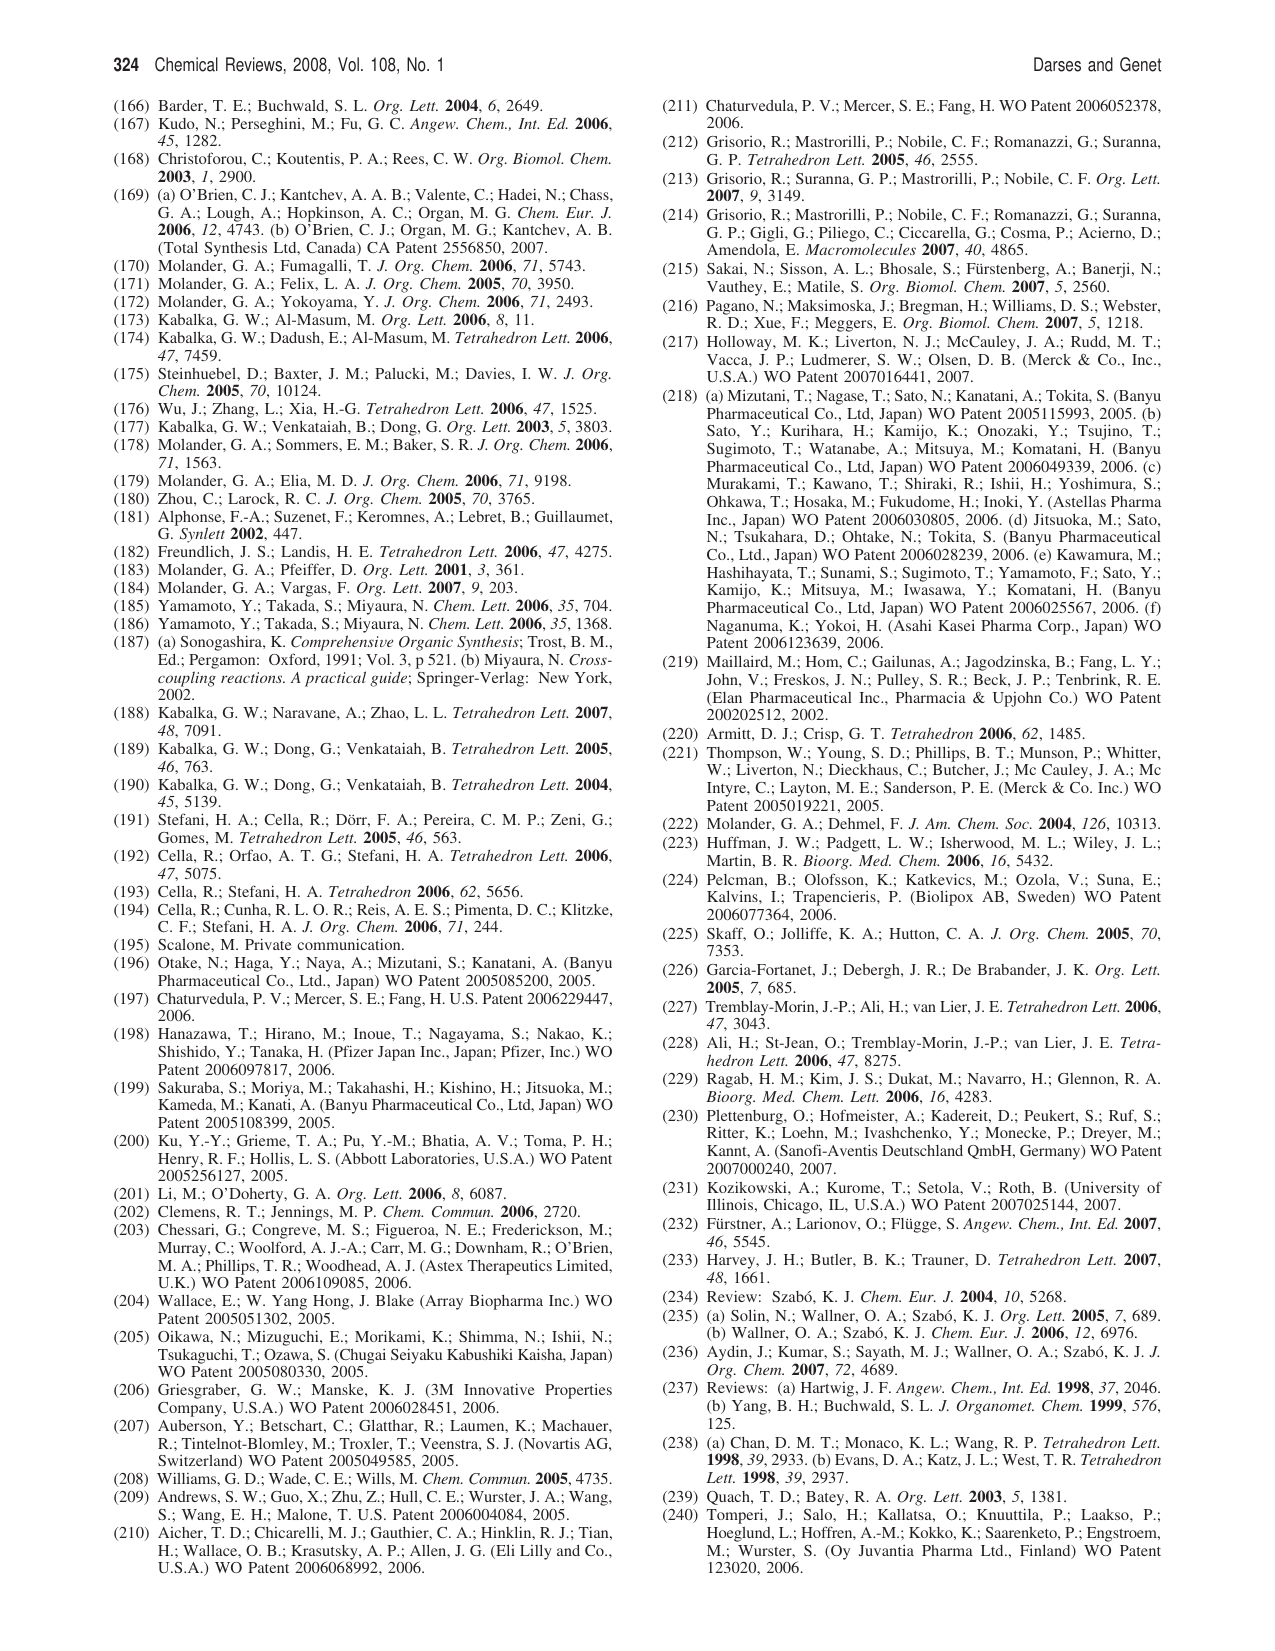 324 Chemical Reviews, 2008, Vol. 108, No. 1
Darses and Genet
(166) Barder, T. E.; Buchwald, S. L. Org. Lett. 2004, 6, 2649.
(167) Kudo, N.; Perseghini, M.; Fu, G. C. Angew. Chem., Int. Ed. 2006,
45, 1282.
(168) Christoforou, C.; Koutentis, P. A.; Rees, C. W. Org. Biomol. Chem.
2003, 1, 2900.
(169) (a) O'Brien, C. J.; Kantchev, A. A. B.; Valente, C.; Hadei, N.; Chass,
G. A.; Lough, A.; Hopkinson, A. C.; Organ, M. G. Chem. Eur. J.
2006, 12, 4743. (b) O'Brien, C. J.; Organ, M. G.; Kantchev, A. B.
(Total Synthesis Ltd, Canada) CA Patent 2556850, 2007.
(170) Molander, G. A.; Fumagalli, T. J. Org. Chem. 2006, 71, 5743.
(171) Molander, G. A.; Felix, L. A. J. Org. Chem. 2005, 70, 3950.
(172) Molander, G. A.; Yokoyama, Y. J. Org. Chem. 2006, 71, 2493.
(173) Kabalka, G. W.; Al-Masum, M. Org. Lett. 2006, 8, 11.
(174) Kabalka, G. W.; Dadush, E.; Al-Masum, M. Tetrahedron Lett. 2006,
47, 7459.
(175) Steinhuebel, D.; Baxter, J. M.; Palucki, M.; Davies, I. W. J. Org.
Chem. 2005, 70, 10124.
(176) Wu, J.; Zhang, L.; Xia, H.-G. Tetrahedron Lett. 2006, 47, 1525.
(177) Kabalka, G. W.; Venkataiah, B.; Dong, G. Org. Lett. 2003, 5, 3803.
(178) Molander, G. A.; Sommers, E. M.; Baker, S. R. J. Org. Chem. 2006,
71, 1563.
(179) Molander, G. A.; Elia, M. D. J. Org. Chem. 2006, 71, 9198.
(180) Zhou, C.; Larock, R. C. J. Org. Chem. 2005, 70, 3765.
(181) Alphonse, F.-A.; Suzenet, F.; Keromnes, A.; Lebret, B.; Guillaumet,
G. Synlett 2002, 447.
(182) Freundlich, J. S.; Landis, H. E. Tetrahedron Lett. 2006, 47, 4275.
(183) Molander, G. A.; Pfeiffer, D. Org. Lett. 2001, 3, 361.
(184) Molander, G. A.; Vargas, F. Org. Lett. 2007, 9, 203.
(185) Yamamoto, Y.; Takada, S.; Miyaura, N. Chem. Lett. 2006, 35, 704.
(186) Yamamoto, Y.; Takada, S.; Miyaura, N. Chem. Lett. 2006, 35, 1368.
(187) (a) Sonogashira, K. Comprehensive Organic Synthesis; Trost, B. M.,
Ed.; Pergamon: Oxford, 1991; Vol. 3, p 521. (b) Miyaura, N. Cross-
coupling reactions. A practical guide; Springer-Verlag: New York,
2002.
(188) Kabalka, G. W.; Naravane, A.; Zhao, L. L. Tetrahedron Lett. 2007,
48, 7091.
(189) Kabalka, G. W.; Dong, G.; Venkataiah, B. Tetrahedron Lett. 2005,
46, 763.
(190) Kabalka, G. W.; Dong, G.; Venkataiah, B. Tetrahedron Lett. 2004,
45, 5139.
(191) Stefani, H. A.; Cella, R.; Dörr, F. A.; Pereira, C. M. P.; Zeni, G.;
Gomes, M. Tetrahedron Lett. 2005, 46, 563.
(192) Cella, R.; Orfao, A. T. G.; Stefani, H. A. Tetrahedron Lett. 2006,
47, 5075.
(193) Cella, R.; Stefani, H. A. Tetrahedron 2006, 62, 5656.
(194) Cella, R.; Cunha, R. L. O. R.; Reis, A. E. S.; Pimenta, D. C.; Klitzke,
C. F.; Stefani, H. A. J. Org. Chem. 2006, 71, 244.
(195) Scalone, M. Private communication.
(196) Otake, N.; Haga, Y.; Naya, A.; Mizutani, S.; Kanatani, A. (Banyu
Pharmaceutical Co., Ltd., Japan) WO Patent 2005085200, 2005.
(197) Chaturvedula, P. V.; Mercer, S. E.; Fang, H. U.S. Patent 2006229447,
2006.
(198) Hanazawa, T.; Hirano, M.; Inoue, T.; Nagayama, S.; Nakao, K.;
Shishido, Y.; Tanaka, H. (Pfizer Japan Inc., Japan; Pfizer, Inc.) WO
Patent 2006097817, 2006.
(199) Sakuraba, S.; Moriya, M.; Takahashi, H.; Kishino, H.; Jitsuoka, M.;
Kameda, M.; Kanati, A. (Banyu Pharmaceutical Co., Ltd, Japan) WO
Patent 2005108399, 2005.
(200) Ku, Y.-Y.; Grieme, T. A.; Pu, Y.-M.; Bhatia, A. V.; Toma, P. H.;
Henry, R. F.; Hollis, L. S. (Abbott Laboratories, U.S.A.) WO Patent
2005256127, 2005.
(201) Li, M.; O'Doherty, G. A. Org. Lett. 2006, 8, 6087.
(202) Clemens, R. T.; Jennings, M. P. Chem. Commun. 2006, 2720.
(203) Chessari, G.; Congreve, M. S.; Figueroa, N. E.; Frederickson, M.;
Murray, C.; Woolford, A. J.-A.; Carr, M. G.; Downham, R.; O'Brien,
M. A.; Phillips, T. R.; Woodhead, A. J. (Astex Therapeutics Limited,
U.K.) WO Patent 2006109085, 2006.
(204) Wallace, E.; W. Yang Hong, J. Blake (Array Biopharma Inc.) WO
Patent 2005051302, 2005.
(205) Oikawa, N.; Mizuguchi, E.; Morikami, K.; Shimma, N.; Ishii, N.;
Tsukaguchi, T.; Ozawa, S. (Chugai Seiyaku Kabushiki Kaisha, Japan)
WO Patent 2005080330, 2005.
(206) Griesgraber, G. W.; Manske, K. J. (3M Innovative Properties
Company, U.S.A.) WO Patent 2006028451, 2006.
(207) Auberson, Y.; Betschart, C.; Glatthar, R.; Laumen, K.; Machauer,
R.; Tintelnot-Blomley, M.; Troxler, T.; Veenstra, S. J. (Novartis AG,
Switzerland) WO Patent 2005049585, 2005.
(208) Williams, G. D.; Wade, C. E.; Wills, M. Chem. Commun. 2005, 4735.
(209) Andrews, S. W.; Guo, X.; Zhu, Z.; Hull, C. E.; Wurster, J. A.; Wang,
S.; Wang, E. H.; Malone, T. U.S. Patent 2006004084, 2005.
(210) Aicher, T. D.; Chicarelli, M. J.; Gauthier, C. A.; Hinklin, R. J.; Tian,
H.; Wallace, O. B.; Krasutsky, A. P.; Allen, J. G. (Eli Lilly and Co.,
U.S.A.) WO Patent 2006068992, 2006.
(211) Chaturvedula, P. V.; Mercer, S. E.; Fang, H. WO Patent 2006052378,
2006.
(212) Grisorio, R.; Mastrorilli, P.; Nobile, C. F.; Romanazzi, G.; Suranna,
G. P. Tetrahedron Lett. 2005, 46, 2555.
(213) Grisorio, R.; Suranna, G. P.; Mastrorilli, P.; Nobile, C. F. Org. Lett.
2007, 9, 3149.
(214) Grisorio, R.; Mastrorilli, P.; Nobile, C. F.; Romanazzi, G.; Suranna,
G. P.; Gigli, G.; Piliego, C.; Ciccarella, G.; Cosma, P.; Acierno, D.;
Amendola, E. Macromolecules 2007, 40, 4865.
(215) Sakai, N.; Sisson, A. L.; Bhosale, S.; Fürstenberg, A.; Banerji, N.;
Vauthey, E.; Matile, S. Org. Biomol. Chem. 2007, 5, 2560.
(216) Pagano, N.; Maksimoska, J.; Bregman, H.; Williams, D. S.; Webster,
R. D.; Xue, F.; Meggers, E. Org. Biomol. Chem. 2007, 5, 1218.
(217) Holloway, M. K.; Liverton, N. J.; McCauley, J. A.; Rudd, M. T.;
Vacca, J. P.; Ludmerer, S. W.; Olsen, D. B. (Merck & Co., Inc.,
U.S.A.) WO Patent 2007016441, 2007.
(218) (a) Mizutani, T.; Nagase, T.; Sato, N.; Kanatani, A.; Tokita, S. (Banyu
Pharmaceutical Co., Ltd, Japan) WO Patent 2005115993, 2005. (b)
Sato, Y.; Kurihara, H.; Kamijo, K.; Onozaki, Y.; Tsujino, T.;
Sugimoto, T.; Watanabe, A.; Mitsuya, M.; Komatani, H. (Banyu
Pharmaceutical Co., Ltd, Japan) WO Patent 2006049339, 2006. (c)
Murakami, T.; Kawano, T.; Shiraki, R.; Ishii, H.; Yoshimura, S.;
Ohkawa, T.; Hosaka, M.; Fukudome, H.; Inoki, Y. (Astellas Pharma
Inc., Japan) WO Patent 2006030805, 2006. (d) Jitsuoka, M.; Sato,
N.; Tsukahara, D.; Ohtake, N.; Tokita, S. (Banyu Pharmaceutical
Co., Ltd., Japan) WO Patent 2006028239, 2006. (e) Kawamura, M.;
Hashihayata, T.; Sunami, S.; Sugimoto, T.; Yamamoto, F.; Sato, Y.;
Kamijo, K.; Mitsuya, M.; Iwasawa, Y.; Komatani, H. (Banyu
Pharmaceutical Co., Ltd, Japan) WO Patent 2006025567, 2006. (f)
Naganuma, K.; Yokoi, H. (Asahi Kasei Pharma Corp., Japan) WO
Patent 2006123639, 2006.
(219) Maillaird, M.; Hom, C.; Gailunas, A.; Jagodzinska, B.; Fang, L. Y.;
John, V.; Freskos, J. N.; Pulley, S. R.; Beck, J. P.; Tenbrink, R. E.
(Elan Pharmaceutical Inc., Pharmacia & Upjohn Co.) WO Patent
200202512, 2002.
(220) Armitt, D. J.; Crisp, G. T. Tetrahedron 2006, 62, 1485.
(221) Thompson, W.; Young, S. D.; Phillips, B. T.; Munson, P.; Whitter,
W.; Liverton, N.; Dieckhaus, C.; Butcher, J.; Mc Cauley, J. A.; Mc
Intyre, C.; Layton, M. E.; Sanderson, P. E. (Merck & Co. Inc.) WO
Patent 2005019221, 2005.
(222) Molander, G. A.; Dehmel, F. J. Am. Chem. Soc. 2004, 126, 10313.
(223) Huffman, J. W.; Padgett, L. W.; Isherwood, M. L.; Wiley, J. L.;
Martin, B. R. Bioorg. Med. Chem. 2006, 16, 5432.
(224) Pelcman, B.; Olofsson, K.; Katkevics, M.; Ozola, V.; Suna, E.;
Kalvins, I.; Trapencieris, P. (Biolipox AB, Sweden) WO Patent
2006077364, 2006.
(225) Skaff, O.; Jolliffe, K. A.; Hutton, C. A. J. Org. Chem. 2005, 70,
7353.
(226) Garcia-Fortanet, J.; Debergh, J. R.; De Brabander, J. K. Org. Lett.
2005, 7, 685.
(227) Tremblay-Morin, J.-P.; Ali, H.; van Lier, J. E. Tetrahedron Lett. 2006,
47, 3043.
(228) Ali, H.; St-Jean, O.; Tremblay-Morin, J.-P.; van Lier, J. E. Tetra-
hedron Lett. 2006, 47, 8275.
(229) Ragab, H. M.; Kim, J. S.; Dukat, M.; Navarro, H.; Glennon, R. A.
Bioorg. Med. Chem. Lett. 2006, 16, 4283.
(230) Plettenburg, O.; Hofmeister, A.; Kadereit, D.; Peukert, S.; Ruf, S.;
Ritter, K.; Loehn, M.; Ivashchenko, Y.; Monecke, P.; Dreyer, M.;
Kannt, A. (Sanofi-Aventis Deutschland QmbH, Germany) WO Patent
2007000240, 2007.
(231) Kozikowski, A.; Kurome, T.; Setola, V.; Roth, B. (University of
Illinois, Chicago, IL, U.S.A.) WO Patent 2007025144, 2007.
(232) Fürstner, A.; Larionov, O.; Flügge, S. Angew. Chem., Int. Ed. 2007,
46, 5545.
(233) Harvey, J. H.; Butler, B. K.; Trauner, D. Tetrahedron Lett. 2007,
48, 1661.
(234) Review: Szabó, K. J. Chem. Eur. J. 2004, 10, 5268.
(235) (a) Solin, N.; Wallner, O. A.; Szabó, K. J. Org. Lett. 2005, 7, 689.
(b) Wallner, O. A.; Szabó, K. J. Chem. Eur. J. 2006, 12, 6976.
(236) Aydin, J.; Kumar, S.; Sayath, M. J.; Wallner, O. A.; Szabó, K. J. J.
Org. Chem. 2007, 72, 4689.
(237) Reviews: (a) Hartwig, J. F. Angew. Chem., Int. Ed. 1998, 37, 2046.
(b) Yang, B. H.; Buchwald, S. L. J. Organomet. Chem. 1999, 576,
125.
(238) (a) Chan, D. M. T.; Monaco, K. L.; Wang, R. P. Tetrahedron Lett.
1998, 39, 2933. (b) Evans, D. A.; Katz, J. L.; West, T. R. Tetrahedron
Lett. 1998, 39, 2937.
(239) Quach, T. D.; Batey, R. A. Org. Lett. 2003, 5, 1381.
(240) Tomperi, J.; Salo, H.; Kallatsa, O.; Knuuttila, P.; Laakso, P.;
Hoeglund, L.; Hoffren, A.-M.; Kokko, K.; Saarenketo, P.; Engstroem,
M.; Wurster, S. (Oy Juvantia Pharma Ltd., Finland) WO Patent
123020, 2006.